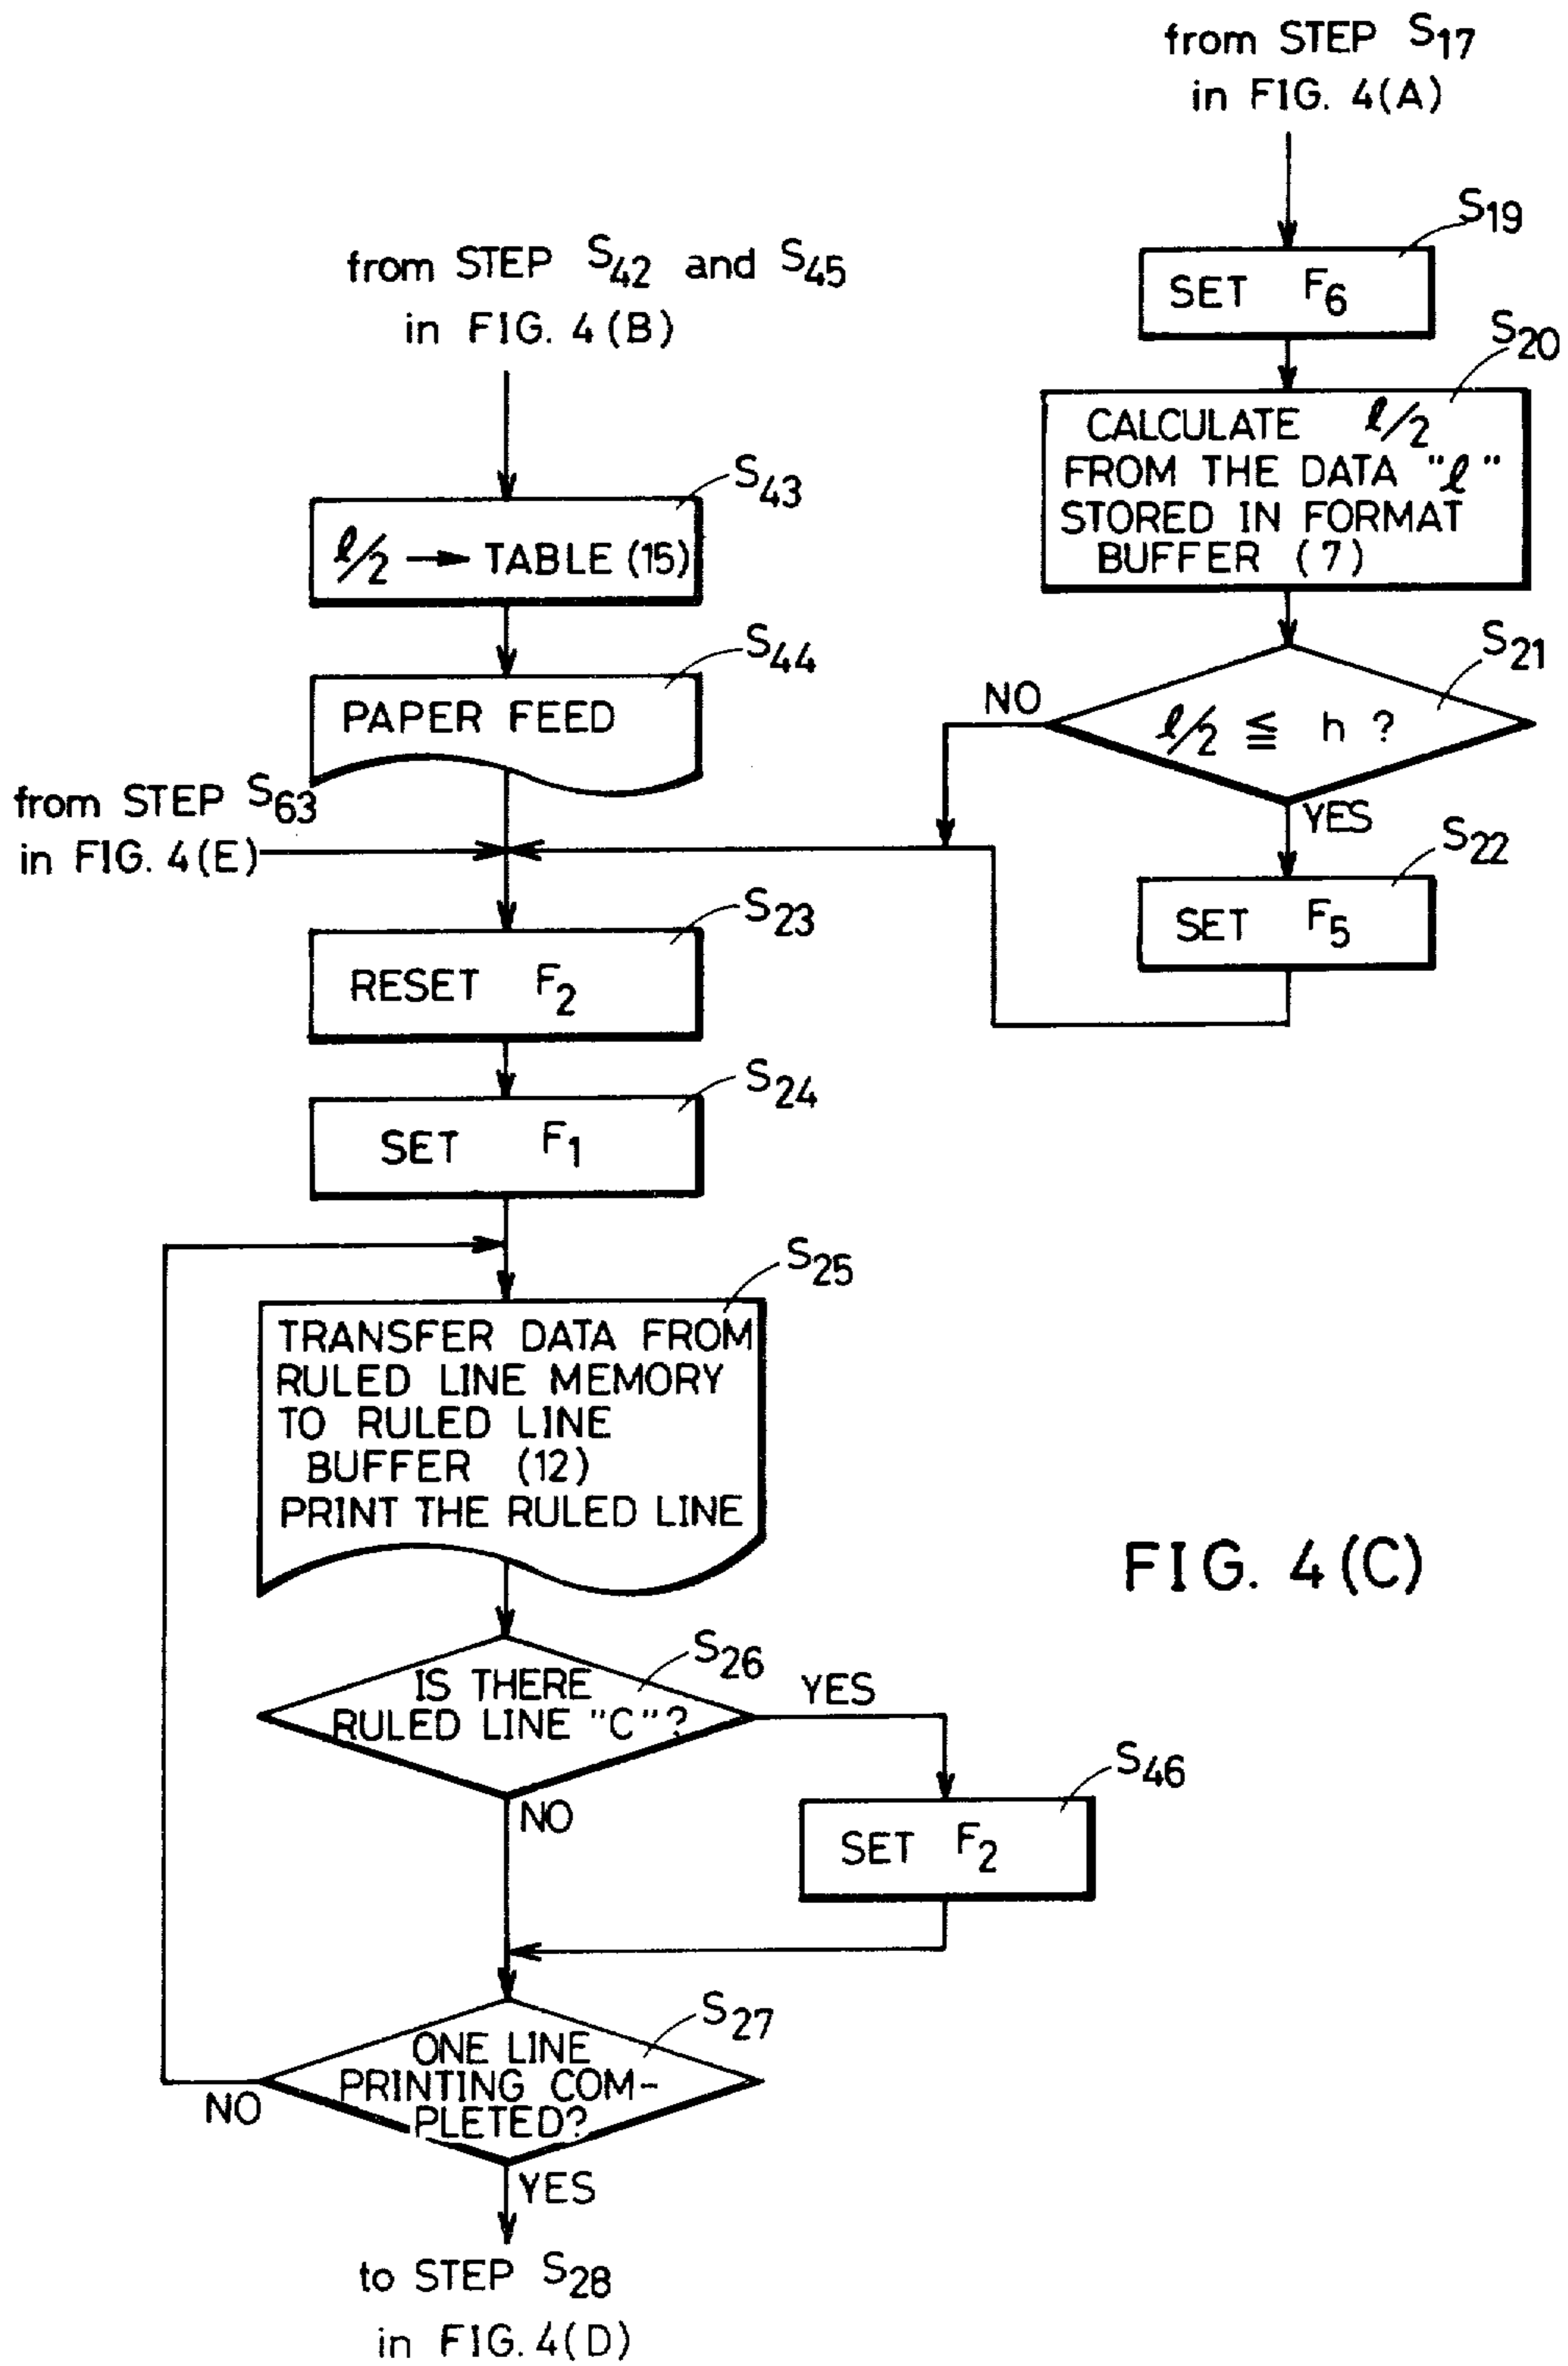 from STEP S17
in FIG. 4(A)
S19
SET F6
S20
CALCULATE ℓ/2
FROM THE DATA "ℓ"
STORED IN FORMAT
BUFFER (7)
S21
ℓ/2 ≦ h ?
NO
YES
S22
SET F5
from STEP S42 and S45
in FIG. 4(B)
S43
ℓ/2 → TABLE (15)
S44
PAPER FEED
from STEP S63
in FIG. 4(E)
S23
RESET F2
S24
SET F1
S25
TRANSFER DATA FROM
RULED LINE MEMORY
TO RULED LINE
BUFFER (12)
PRINT THE RULED LINE
FIG. 4(C)
S26
IS THERE
RULED LINE "C"?
YES
NO
S46
SET F2
S27
ONE LINE
PRINTING COM-
PLETED?
NO
YES
to STEP S28
in FIG. 4(D)